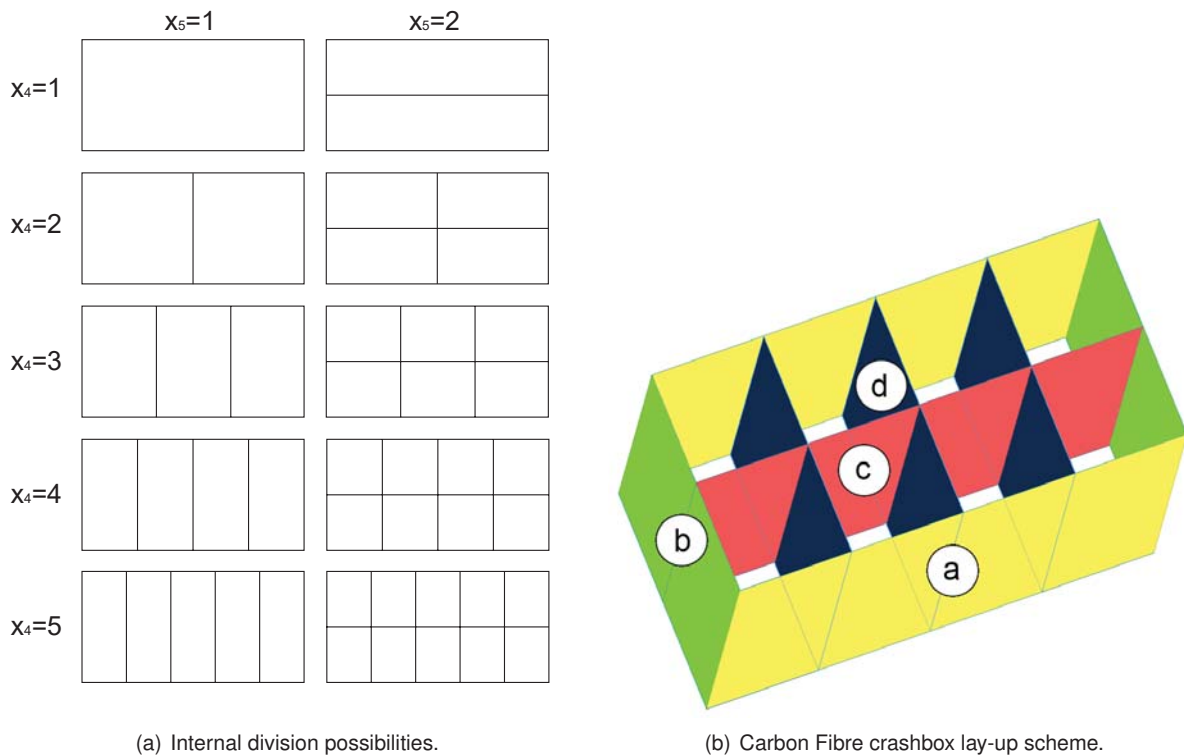 x₅=1 x₅=2
x₄=1
x₄=2
x₄=3
x₄=4
x₄=5
d
c
b
a
(a) Internal division possibilities.
(b) Carbon Fibre crashbox lay-up scheme.